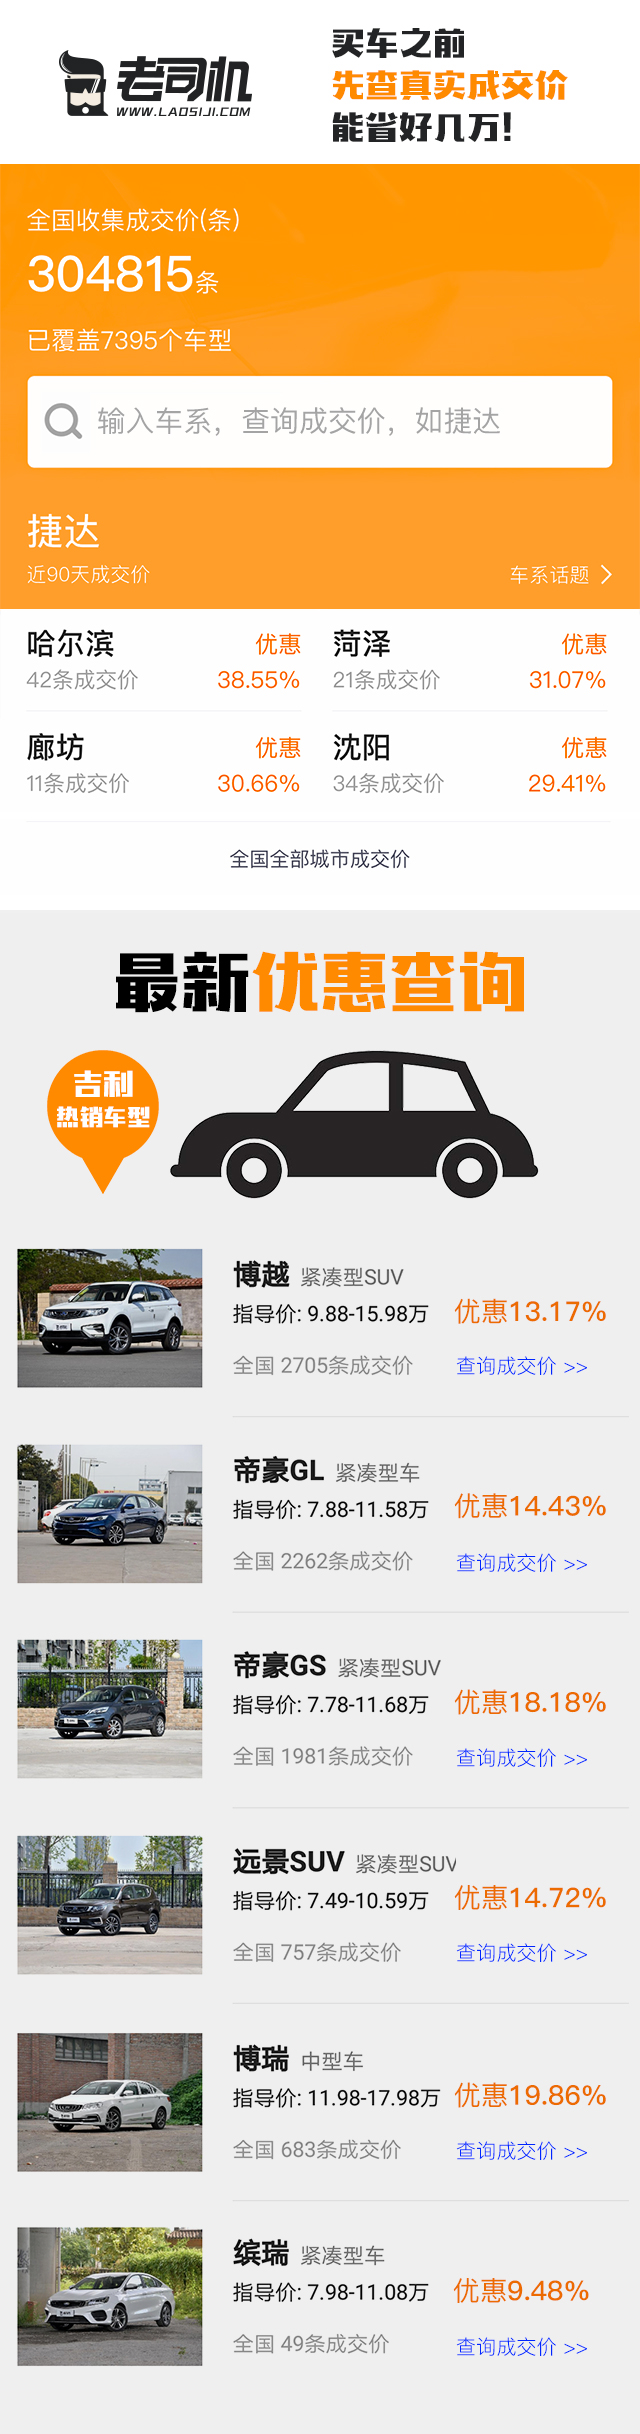 老司机
WWW.LAOSIJI.COM
买车之前
先查真实成交价
能省好几万!
全国收集成交价(条)
304815条
已覆盖7395个车型
输入车系，查询成交价，如捷达
捷达
近90天成交价
车系话题 >
哈尔滨 优惠
42条成交价 38.55%
菏泽 优惠
21条成交价 31.07%
廊坊 优惠
11条成交价 30.66%
沈阳 优惠
34条成交价 29.41%
全国全部城市成交价
最新优惠查询
吉利
热销车型
博越 紧凑型SUV
指导价: 9.88-15.98万 优惠13.17%
全国 2705条成交价 查询成交价 >>
帝豪GL 紧凑型车
指导价: 7.88-11.58万 优惠14.43%
全国 2262条成交价 查询成交价 >>
帝豪GS 紧凑型SUV
指导价: 7.78-11.68万 优惠18.18%
全国 1981条成交价 查询成交价 >>
远景SUV 紧凑型SUV
指导价: 7.49-10.59万 优惠14.72%
全国 757条成交价 查询成交价 >>
博瑞 中型车
指导价: 11.98-17.98万 优惠19.86%
全国 683条成交价 查询成交价 >>
缤瑞 紧凑型车
指导价: 7.98-11.08万 优惠9.48%
全国 49条成交价 查询成交价 >>